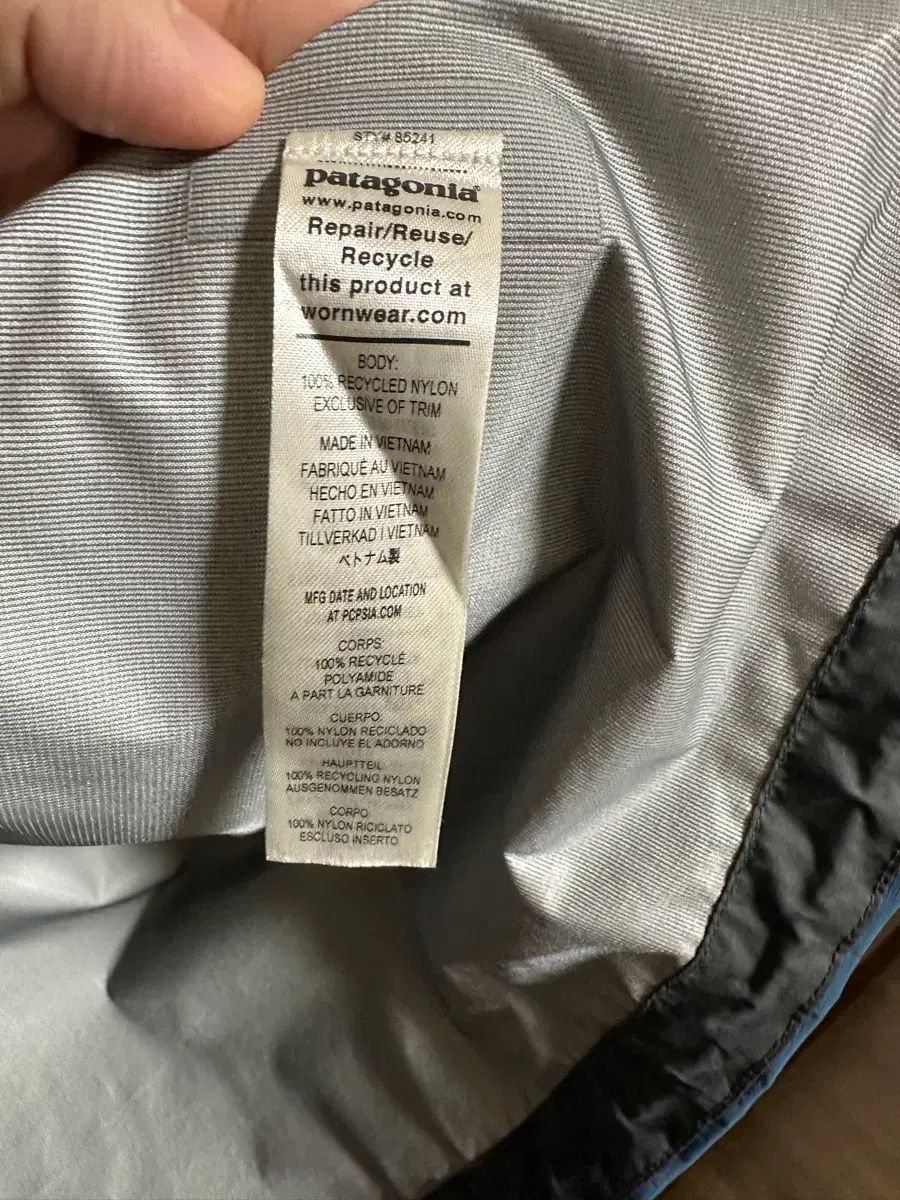 STY# 85241
patagonia®
www.patagonia.com
Repair/Reuse/
Recycle
this product at
wornwear.com
BODY:
100% RECYCLED NYLON
EXCLUSIVE OF TRIM
MADE IN VIETNAM
FABRIQUÉ AU VIETNAM
HECHO EN VIETNAM
FATTO IN VIETNAM
TILLVERKAD I VIETNAM
ベトナム製
MFG DATE AND LOCATION
AT PCPSIA.COM
CORPS
100% RECYCLÉ
POLYAMIDE
A PART LA GARNITURE
CUERPO:
100% NYLON RECICLADO
NO INCLUYE EL ADORNO
HAUPTTEIL
100% RECYCLING NYLON
AUSGENOMMEN BESATZ
CORPO
100% NYLON RICICLATO
ESCLUSO INSERTO